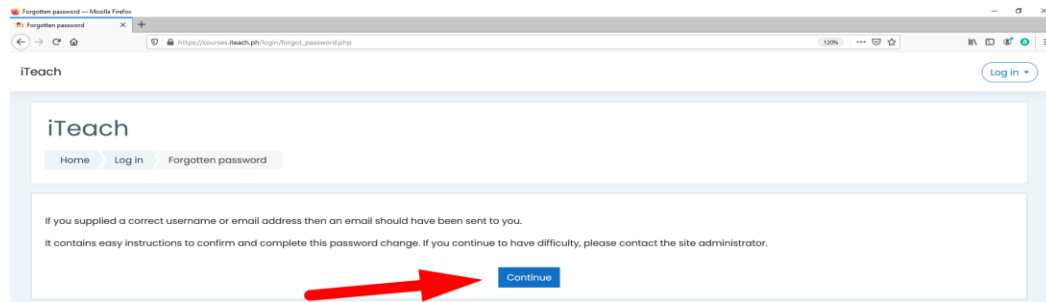 Forgotten password — Mozilla Firefox
Forgotten password
https://courses.iteach.ph/login/forgot_password.php
120%
iTeach
Log in
iTeach
Home Log in Forgotten password
If you supplied a correct username or email address then an email should have been sent to you.
It contains easy instructions to confirm and complete this password change. If you continue to have difficulty, please contact the site administrator.
Continue